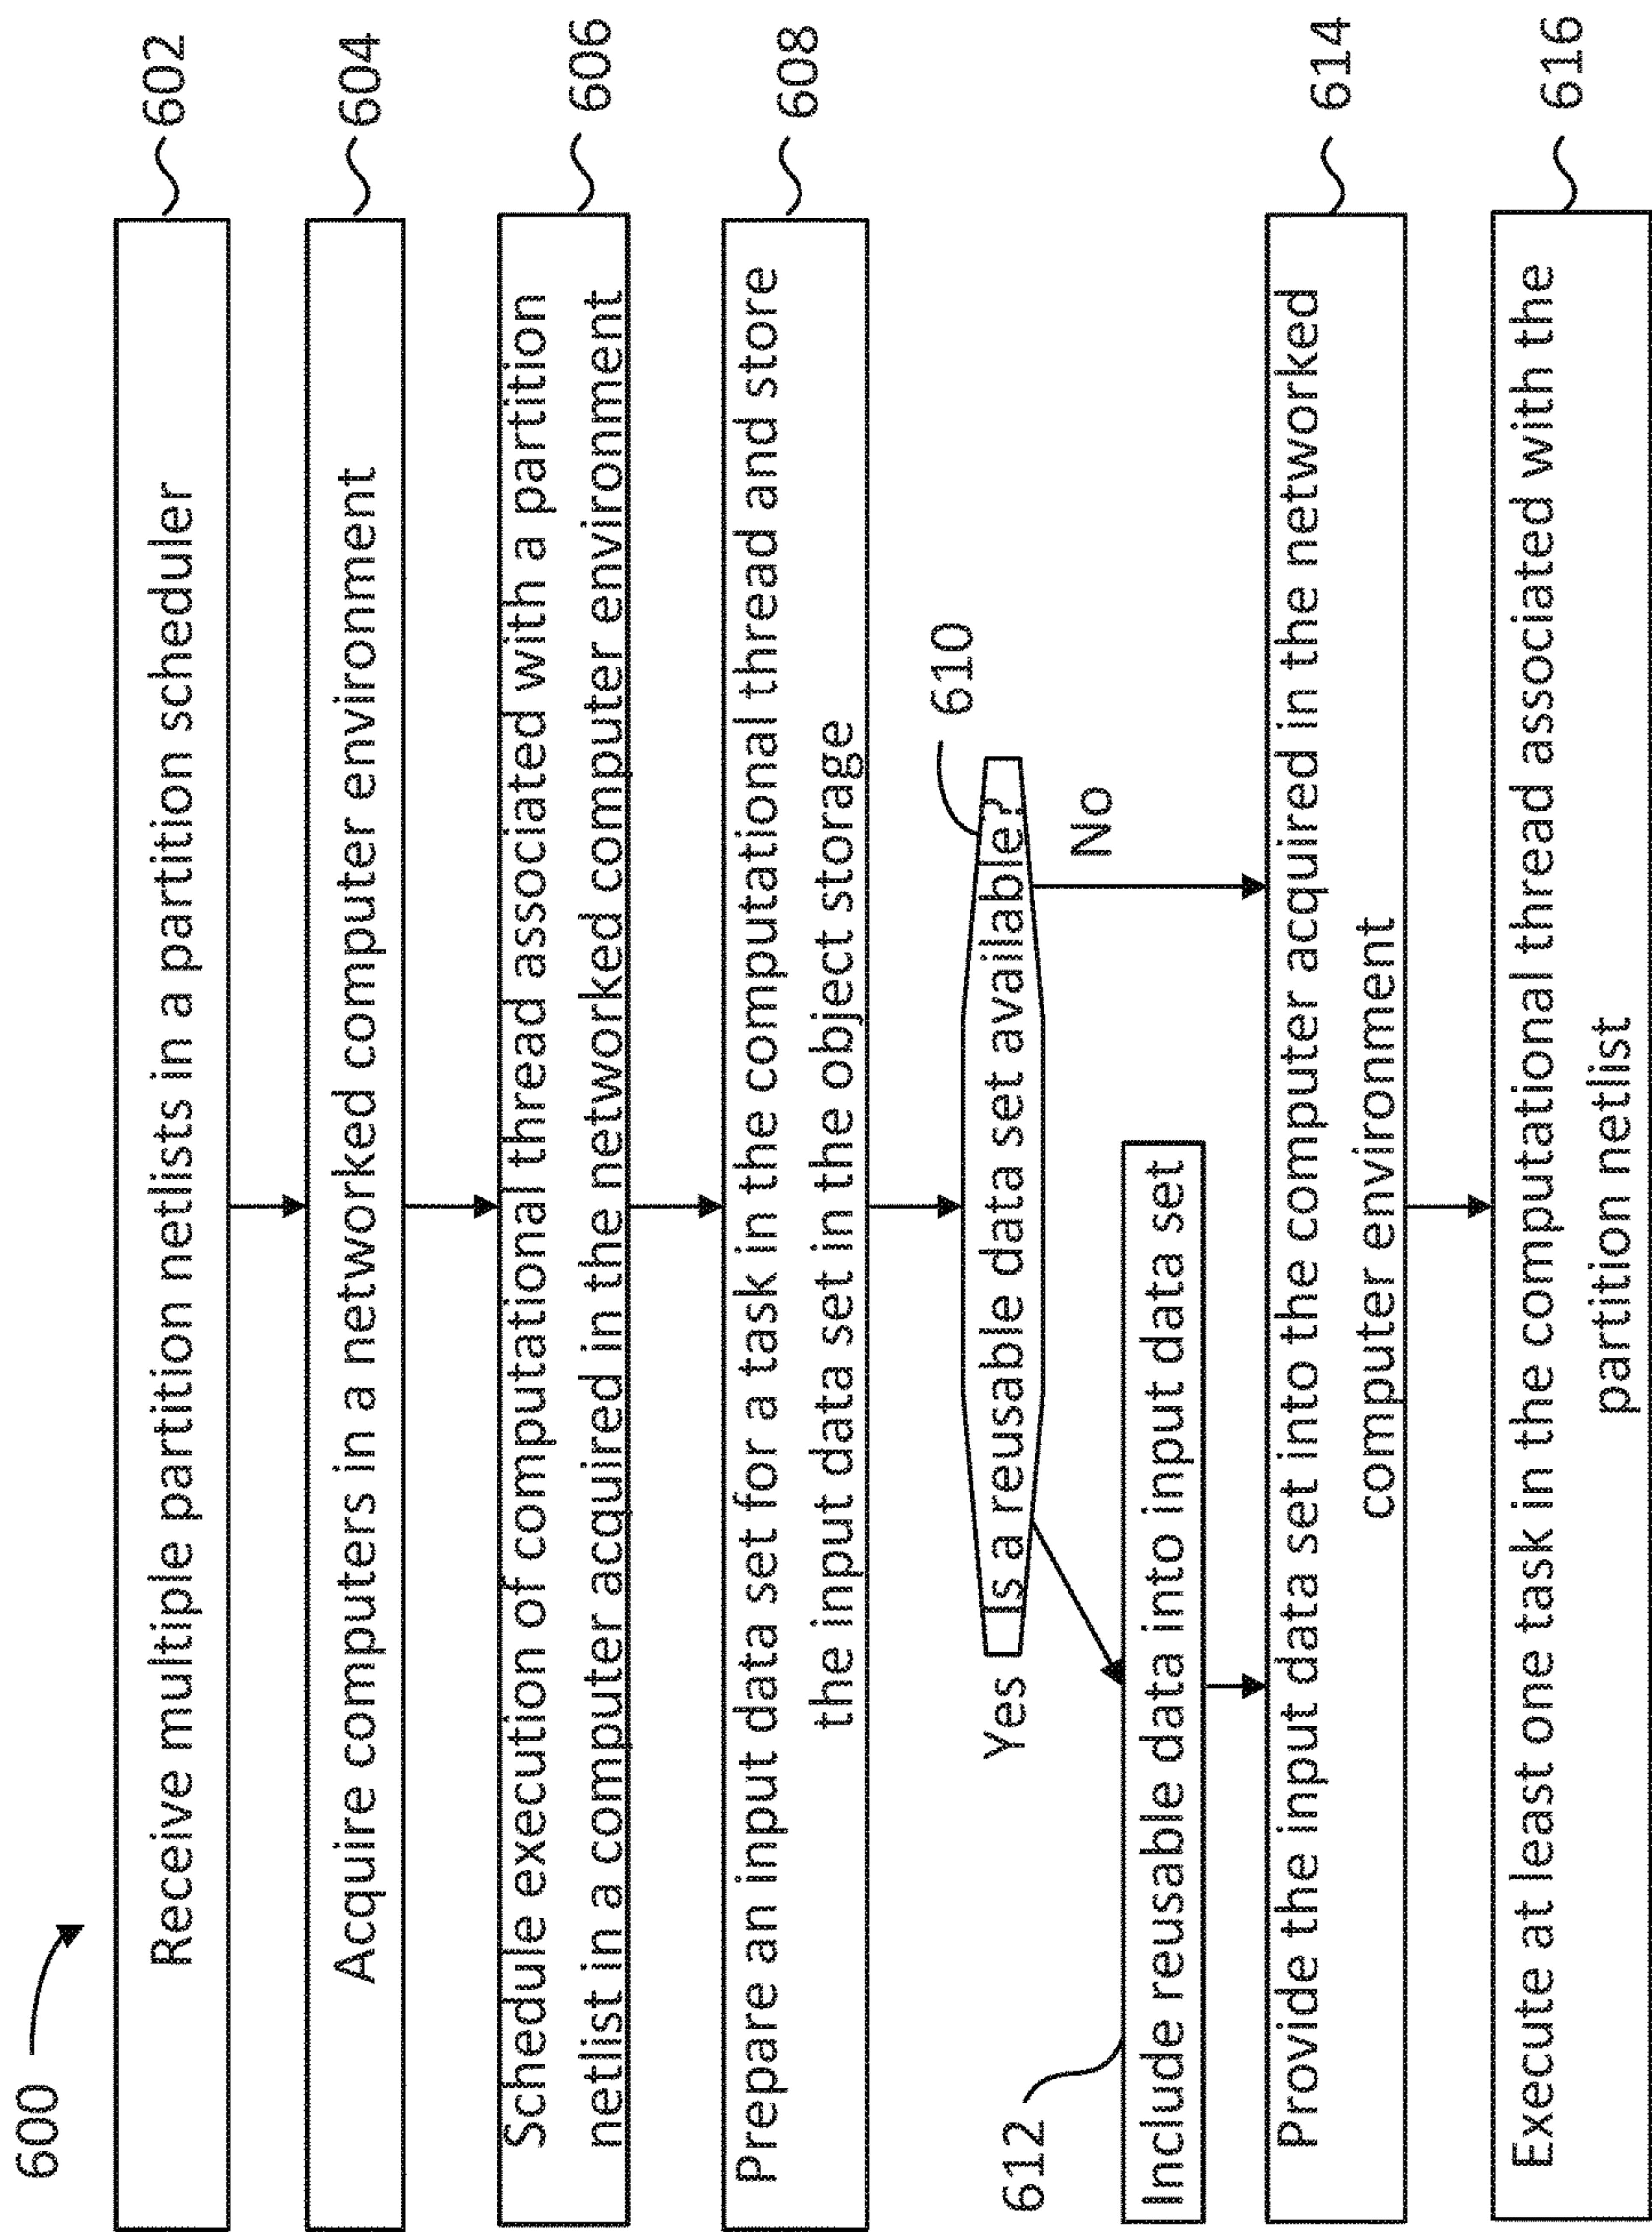 600
Receive multiple partition netlists in a partition scheduler
602
Acquire computers in a networked computer environment
604
Schedule execution of computational thread associated with a partition
netlist in a computer acquired in the networked computer environment
606
Prepare an input data set for a task in the computational thread and store
the input data set in the object storage
608
Yes
Is a reusable data set available?
610
No
612
Include reusable data into input data set
Provide the input data set into the computer acquired in the networked
computer environment
614
Execute at least one task in the computational thread associated with the
partition netlist
616